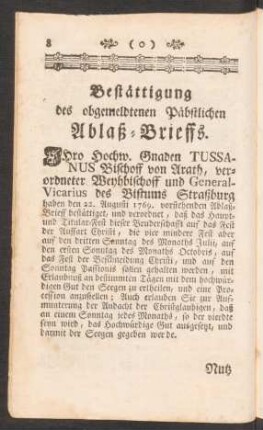 8 ( o )
Bestättigung
des obgemeldtenen Päbstlichen
Ablaß-Brieffs.
IHro Hochw. Gnaden TUSSA-
NUS Bischoff von Arath, ver-
ordneter Weyhbischoff und General-
Vicarius des Bistums Straßburg
haben den 22. Augusti 1769. vorstehenden Ablaß-
Brief bestättiget, und verordnet, daß das Haupt-
und Titular-Fest dieser Bruderschafft auf das Fest
der Auffart Christi, die vier mindere Fest aber
auf den dritten Sonntag des Monaths Julii, auf
den ersten Sonntag des Monaths Octobris, auf
das Fest der Beschneidung Christi, und auf den
Sonntag Passionis sollen gehalten werden, mit
Erlaubnuß an bestimmten Tägen mit dem hochwür-
digen Gut den Seegen zu ertheilen, und eine Pro-
cession anzustellen; Auch erlauben Sie zur Auf-
munterung der Andacht der Christglaubigen, daß
an einem Sonntag jedes Monaths, so der vierdte
seyn wird, das Hochwürdige Gut ausgesetzt, und
damit der Seegen gegeben werde.
Nutz